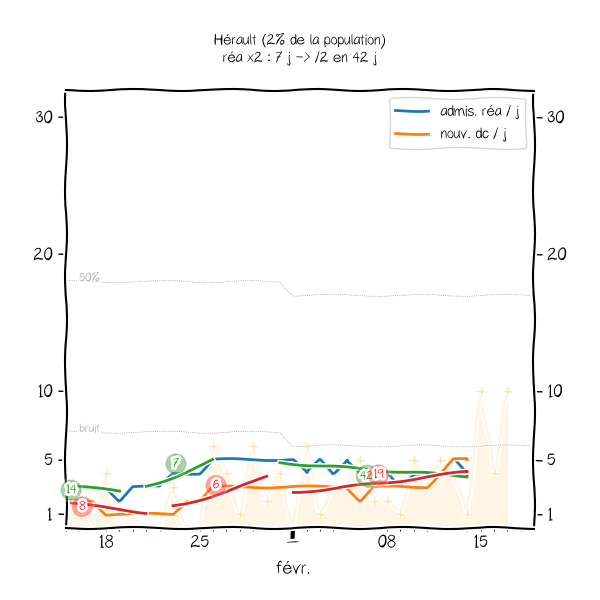 Hérault (2% de la population)
réa x2 : 7 j -> /2 en 42 j
admis. réa / j
nouv. dc / j
30 30
20 20
50%
10 10
bruit
5 5
7
14
8
6
42 19
1 1
18 25 1 08 15
févr.